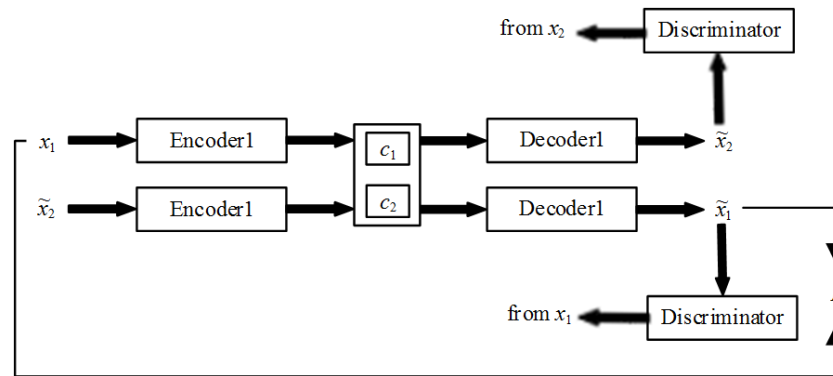 from x₂
Discriminator
x₁
Encoder1
c₁
Decoder1
x̃₂
x̃₂
Encoder1
c₂
Decoder1
x̃₁
from x₁
Discriminator